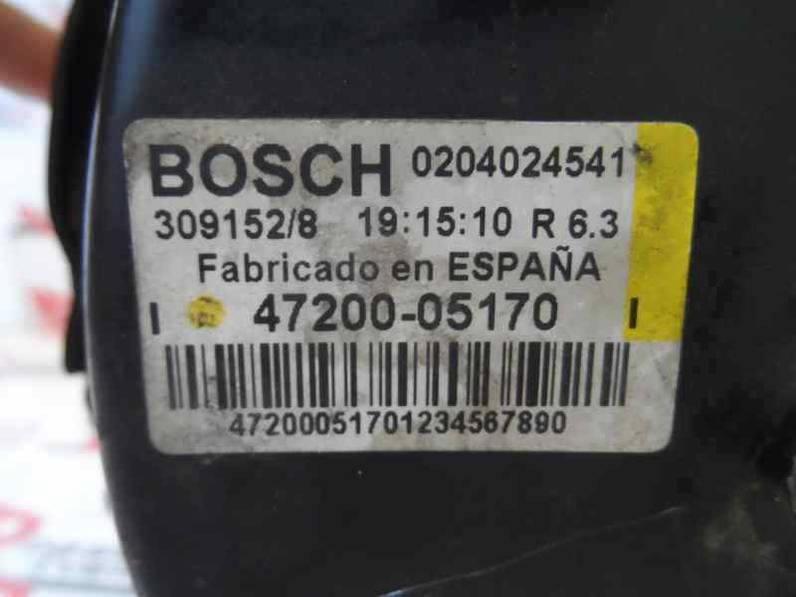 BOSCH 0204024541
309152/8 19:15:10 R 6.3
Fabricado en ESPAÑA
I 47200-05170 I
47200051701234567890